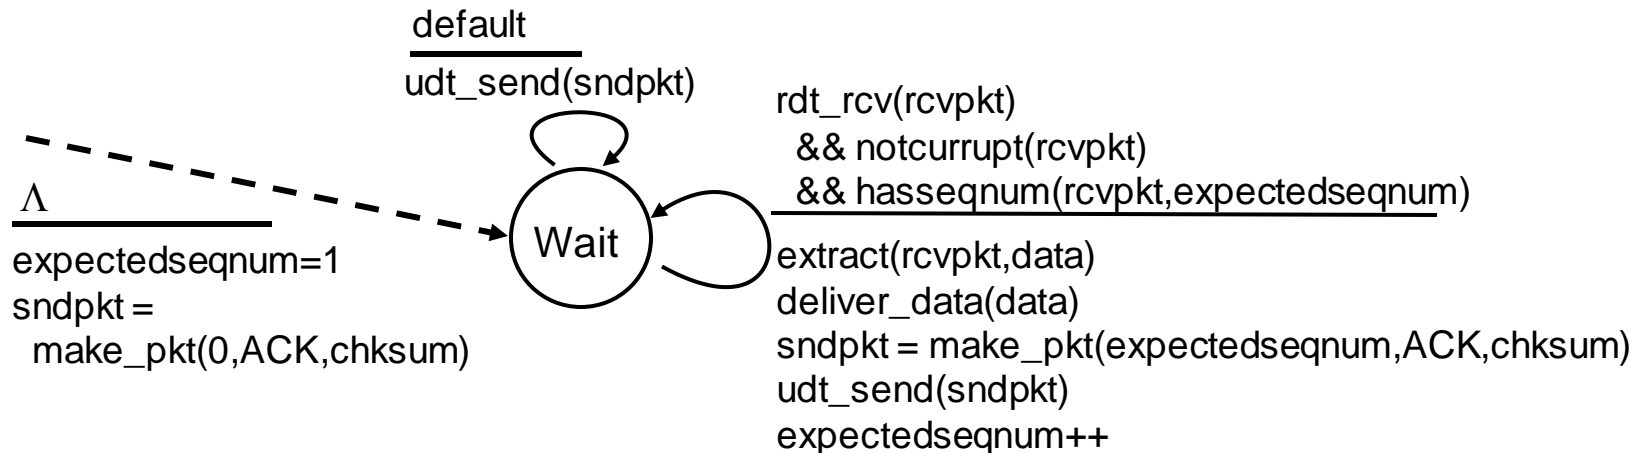 default
udt_send(sndpkt)
rdt_rcv(rcvpkt)
&& notcurrupt(rcvpkt)
&& hasseqnum(rcvpkt,expectedseqnum)
Λ
expectedseqnum=1
sndpkt =
make_pkt(0,ACK,chksum)
Wait
extract(rcvpkt,data)
deliver_data(data)
sndpkt = make_pkt(expectedseqnum,ACK,chksum)
udt_send(sndpkt)
expectedseqnum++